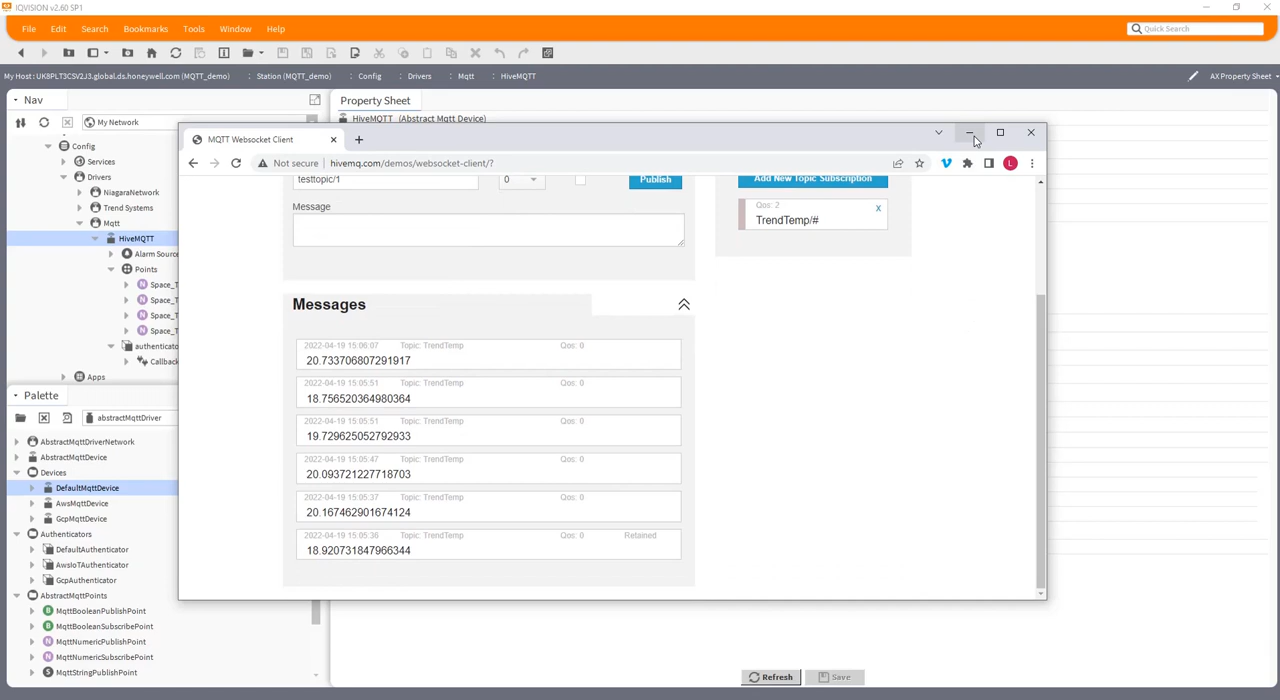 IQVISION v2.60 SP1
File Edit Search Bookmarks Tools Window Help
Quick Search
My Host : UK8PLT3CSV2J3.global.ds.honeywell.com (MQTT_demo) Station (MQTT_demo) Config Drivers Mqtt HiveMQTT AX Property Sheet
Nav
My Network
Config
Services
Drivers
NiagaraNetwork
Trend Systems
Mqtt
HiveMQTT
Alarm Sourc
Points
Space_T
Space_T
Space_T
Space_T
authenticato
Callback
Apps
Palette
abstractMqttDriver
AbstractMqttDriverNetwork
AbstractMqttDevice
Devices
DefaultMqttDevice
AwsMqttDevice
GcpMqttDevice
Authenticators
DefaultAuthenticator
AwsIoTAuthenticator
GcpAuthenticator
AbstractMqttPoints
MqttBooleanPublishPoint
MqttBooleanSubscribePoint
MqttNumericPublishPoint
MqttNumericSubscribePoint
MqttStringPublishPoint
Property Sheet
HiveMQTT (Abstract Mqtt Device)
MQTT Websocket Client
Not secure hivemq.com/demos/websocket-client/?
L
testtopic/1
0
Publish
Message
Add New Topic Subscription
Qos: 2 x
TrendTemp/#
Messages
2022-04-19 15:06:07 Topic: TrendTemp Qos: 0
20.733706807291917
2022-04-19 15:05:51 Topic: TrendTemp Qos: 0
18.756520364980364
2022-04-19 15:05:51 Topic: TrendTemp Qos: 0
19.729625052792933
2022-04-19 15:05:47 Topic: TrendTemp Qos: 0
20.093721227718703
2022-04-19 15:05:37 Topic: TrendTemp Qos: 0
20.167462901674124
2022-04-19 15:05:36 Topic: TrendTemp Qos: 0 Retained
18.920731847966344
Refresh Save